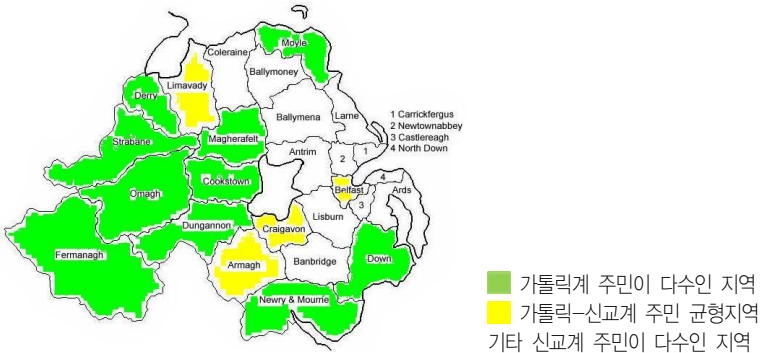 Moyle
Coleraine
Limavady
Ballymoney
Derry
Ballymena
Larne
1 Carrickfergus
2 Newtownabbey
3 Castlereagh
4 North Down
Strabane
Magherafelt
Antrim
2
1
Cookstown
Omagh
Belfast
4
Ards
3
Lisburn
Dungannon
Craigavon
Fermanagh
Armagh
Banbridge
Down
Newry & Mourne
가톨릭계 주민이 다수인 지역
가톨릭-신교계 주민 균형지역
기타 신교계 주민이 다수인 지역